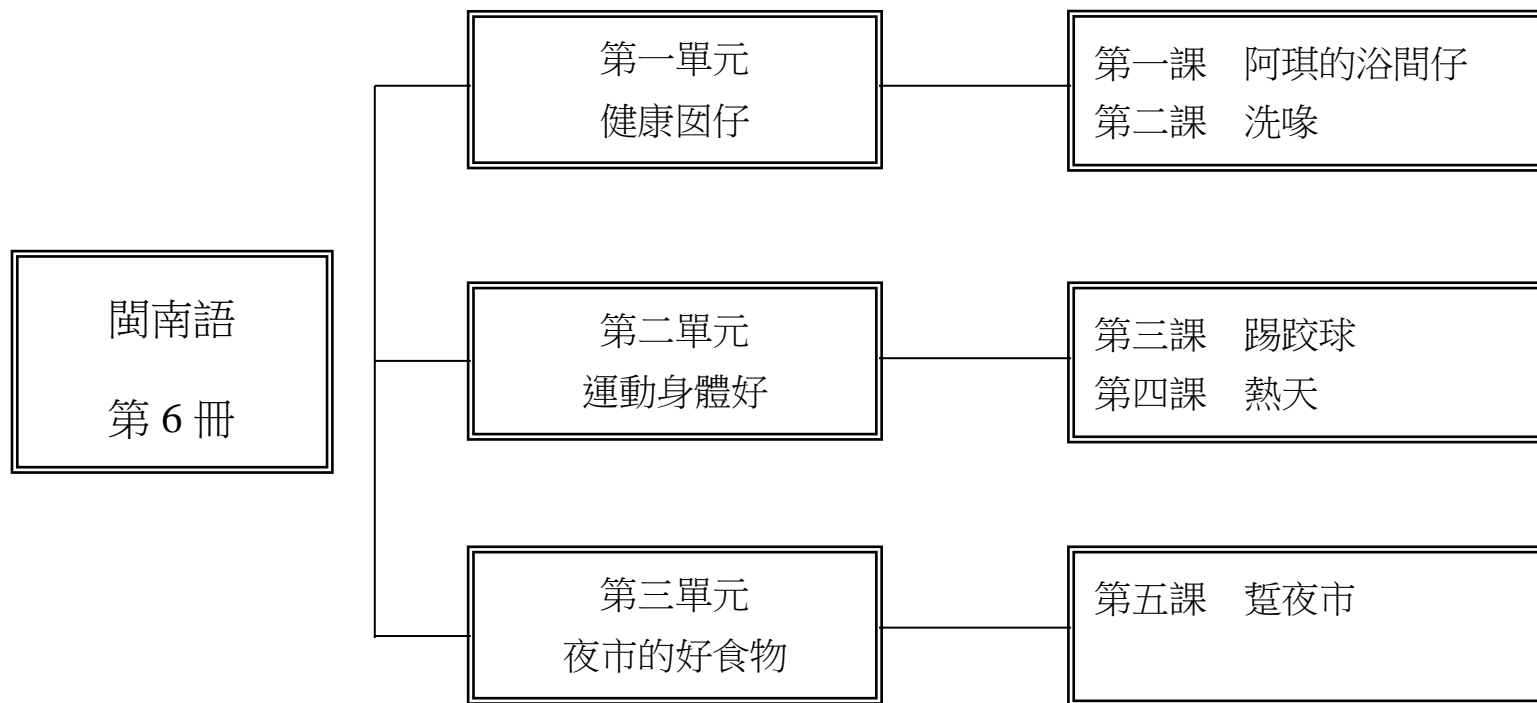 閩南語
第 6 冊
第一單元
健康囡仔
第一課 阿琪的浴間仔
第二課 洗喙
第二單元
運動身體好
第三課 踢跤球
第四課 熱天
第三單元
夜市的好食物
第五課 踅夜市